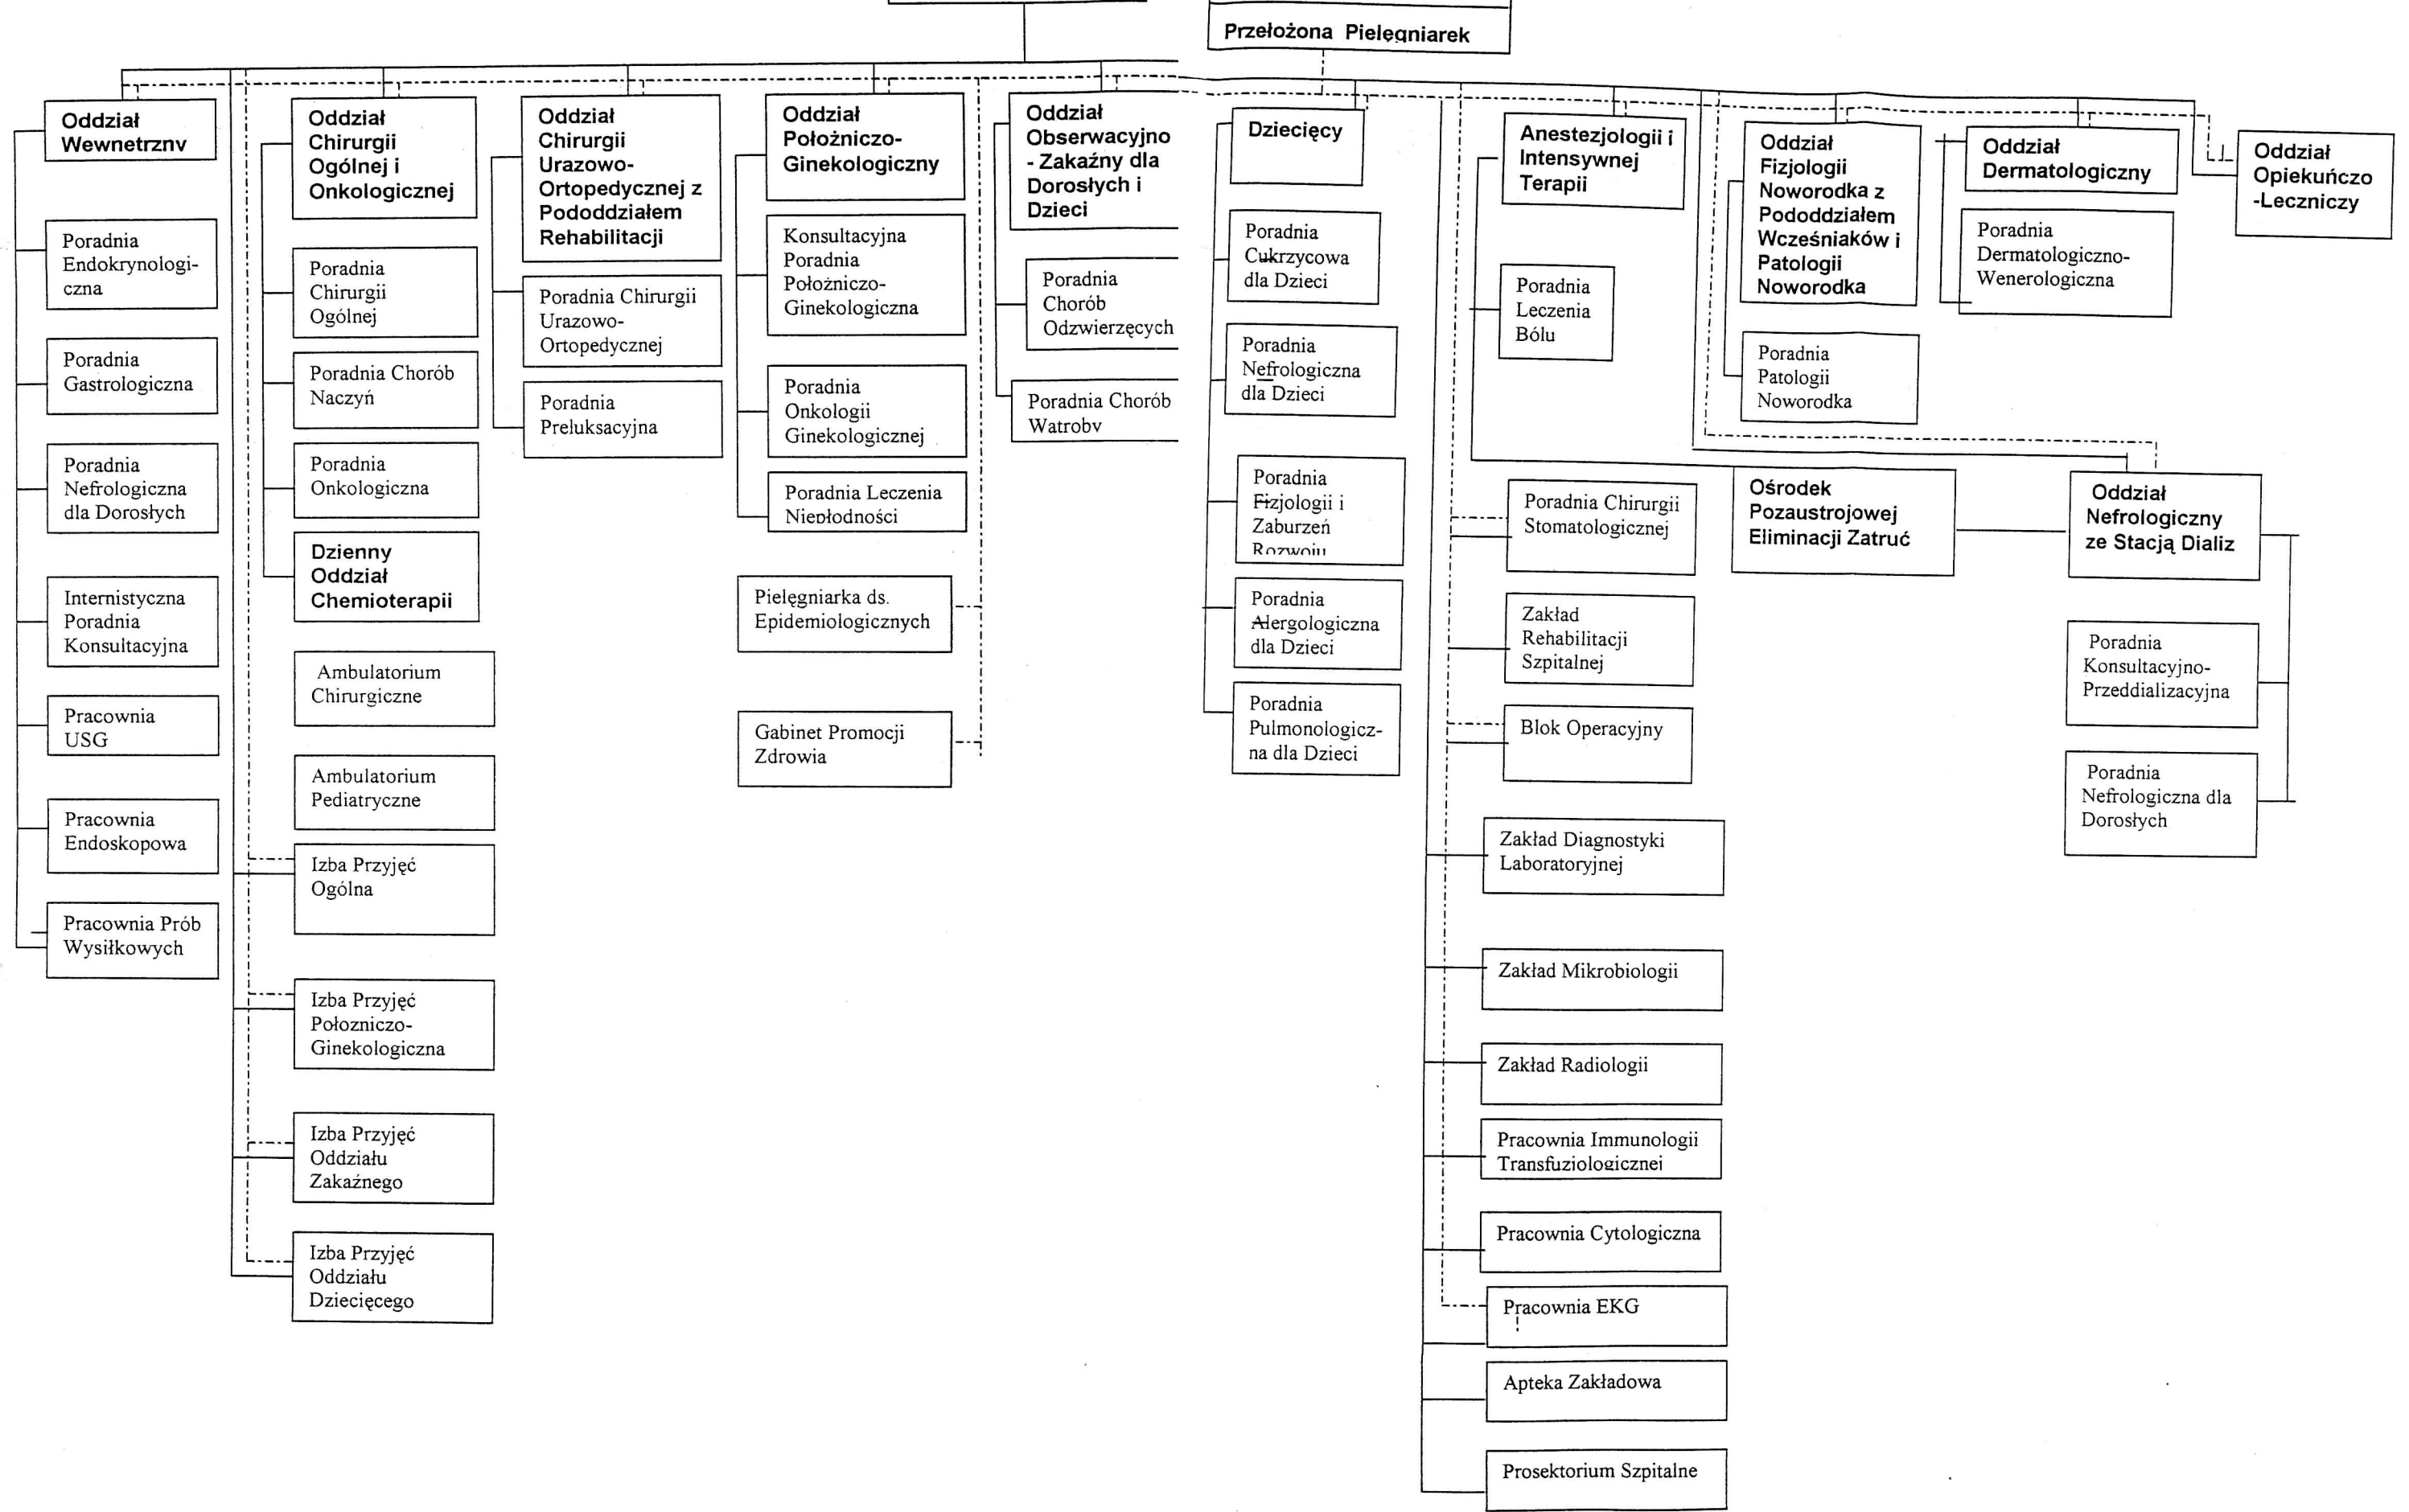 Przełożona Pielęgniarek
Oddział
Wewnetrzny
Poradnia
Endokrynologi-
czna
Poradnia
Gastrologiczna
Poradnia
Nefrologiczna
dla Dorosłych
Internistyczna
Poradnia
Konsultacyjna
Pracownia
USG
Pracownia
Endoskopowa
Pracownia Prób
Wysiłkowych
Oddział
Chirurgii
Ogólnej i
Onkologicznej
Poradnia
Chirurgii
Ogólnej
Poradnia Chorób
Naczyń
Poradnia
Onkologiczna
Dzienny
Oddział
Chemioterapii
Ambulatorium
Chirurgiczne
Ambulatorium
Pediatryczne
Izba Przyjęć
Ogólna
Izba Przyjęć
Połozniczo-
Ginekologiczna
Izba Przyjęć
Oddziału
Zakaźnego
Izba Przyjęć
Oddziału
Dziecięcego
Oddział
Chirurgii
Urazowo-
Ortopedycznej z
Pododdziałem
Rehabilitacji
Poradnia Chirurgii
Urazowo-
Ortopedycznej
Poradnia
Preluksacyjna
Oddział
Położniczo-
Ginekologiczny
Konsultacyjna
Poradnia
Położniczo-
Ginekologiczna
Poradnia
Onkologii
Ginekologicznej
Poradnia Leczenia
Niepłodności
Pielęgniarka ds.
Epidemiologicznych
Gabinet Promocji
Zdrowia
Oddział
Obserwacyjno
- Zakaźny dla
Dorosłych i
Dzieci
Poradnia
Chorób
Odzwierzęcych
Poradnia Chorób
Watroby
Dziecięcy
Poradnia
Cukrzycowa
dla Dzieci
Poradnia
Nefrologiczna
dla Dzieci
Poradnia
Fizjologii i
Zaburzeń
Rozwoju
Poradnia
Alergologiczna
dla Dzieci
Poradnia
Pulmonologicz-
na dla Dzieci
Anestezjologii i
Intensywnej
Terapii
Poradnia
Leczenia
Bólu
Poradnia Chirurgii
Stomatologicznej
Zakład
Rehabilitacji
Szpitalnej
Blok Operacyjny
Zakład Diagnostyki
Laboratoryjnej
Zakład Mikrobiologii
Zakład Radiologii
Pracownia Immunologii
Transfuziologicznej
Pracownia Cytologiczna
Pracownia EKG
Apteka Zakładowa
Prosektorium Szpitalne
Oddział
Fizjologii
Noworodka z
Pododdziałem
Wcześniaków i
Patologii
Noworodka
Poradnia
Patologii
Noworodka
Ośrodek
Pozaustrojowej
Eliminacji Zatruć
Oddział
Dermatologiczny
Poradnia
Dermatologiczno-
Wenerologiczna
Oddział
Nefrologiczny
ze Stacją Dializ
Poradnia
Konsultacyjno-
Przeddializacyjna
Poradnia
Nefrologiczna dla
Dorosłych
Oddział
Opiekuńczo
-Leczniczy